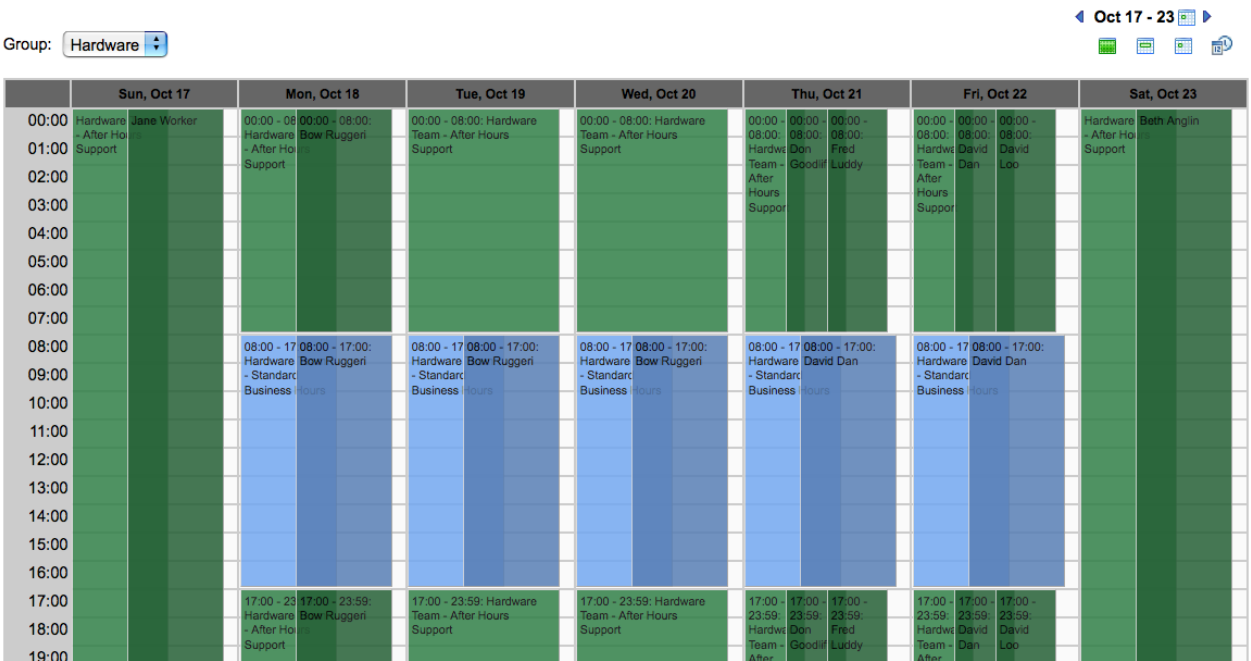 Oct 17 - 23
Group: Hardware
Sun, Oct 17
Mon, Oct 18
Tue, Oct 19
Wed, Oct 20
Thu, Oct 21
Fri, Oct 22
Sat, Oct 23
00:00
01:00
02:00
03:00
04:00
05:00
06:00
07:00
08:00
09:00
10:00
11:00
12:00
13:00
14:00
15:00
16:00
17:00
18:00
19:00
Hardware
- After Hours
Support
Jane Worker
00:00 - 08
Hardware
- After Hou
Support
00:00 - 08:00:
Bow Ruggeri
00:00 - 08:00: Hardware
Team - After Hours
Support
00:00 - 08:00: Hardware
Team - After Hours
Support
00:00 -
08:00:
Hardwa
Team -
After
Hours
Suppor
00:00 -
08:00:
Don
Goodlif
00:00 -
08:00:
Fred
Luddy
00:00 -
08:00:
Hardwa
Team -
After
Hours
Suppor
00:00 -
08:00:
David
Dan
00:00 -
08:00:
David
Loo
Hardware
- After Hou
Support
Beth Anglin
08:00 - 17
Hardware
- Standard
Business Hours
08:00 - 17:00:
Bow Ruggeri
08:00 - 17
Hardware
- Standard
Business Hours
08:00 - 17:00:
Bow Ruggeri
08:00 - 17
Hardware
- Standard
Business Hours
08:00 - 17:00:
Bow Ruggeri
08:00 - 17
Hardware
- Standard
Business Hours
08:00 - 17:00:
David Dan
08:00 - 17
Hardware
- Standard
Business Hours
08:00 - 17:00:
David Dan
17:00 - 23
Hardware
- After Hou
Support
17:00 - 23:59:
Bow Ruggeri
17:00 - 23:59: Hardware
Team - After Hours
Support
17:00 - 23:59: Hardware
Team - After Hours
Support
17:00 -
23:59:
Hardwa
Team -
After
17:00 -
23:59:
Don
Goodlif
17:00 -
23:59:
Fred
Luddy
17:00 -
23:59:
Hardwa
Team -
After
17:00 -
23:59:
David
Dan
17:00 -
23:59:
David
Loo